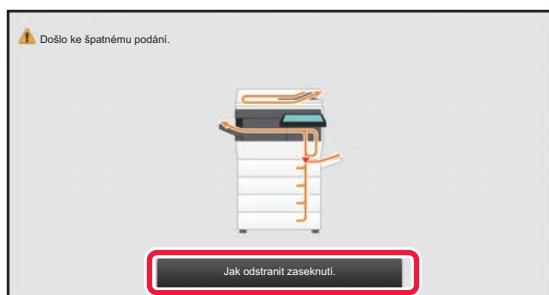 Došlo ke špatnému podání.
Jak odstranit zaseknutí.